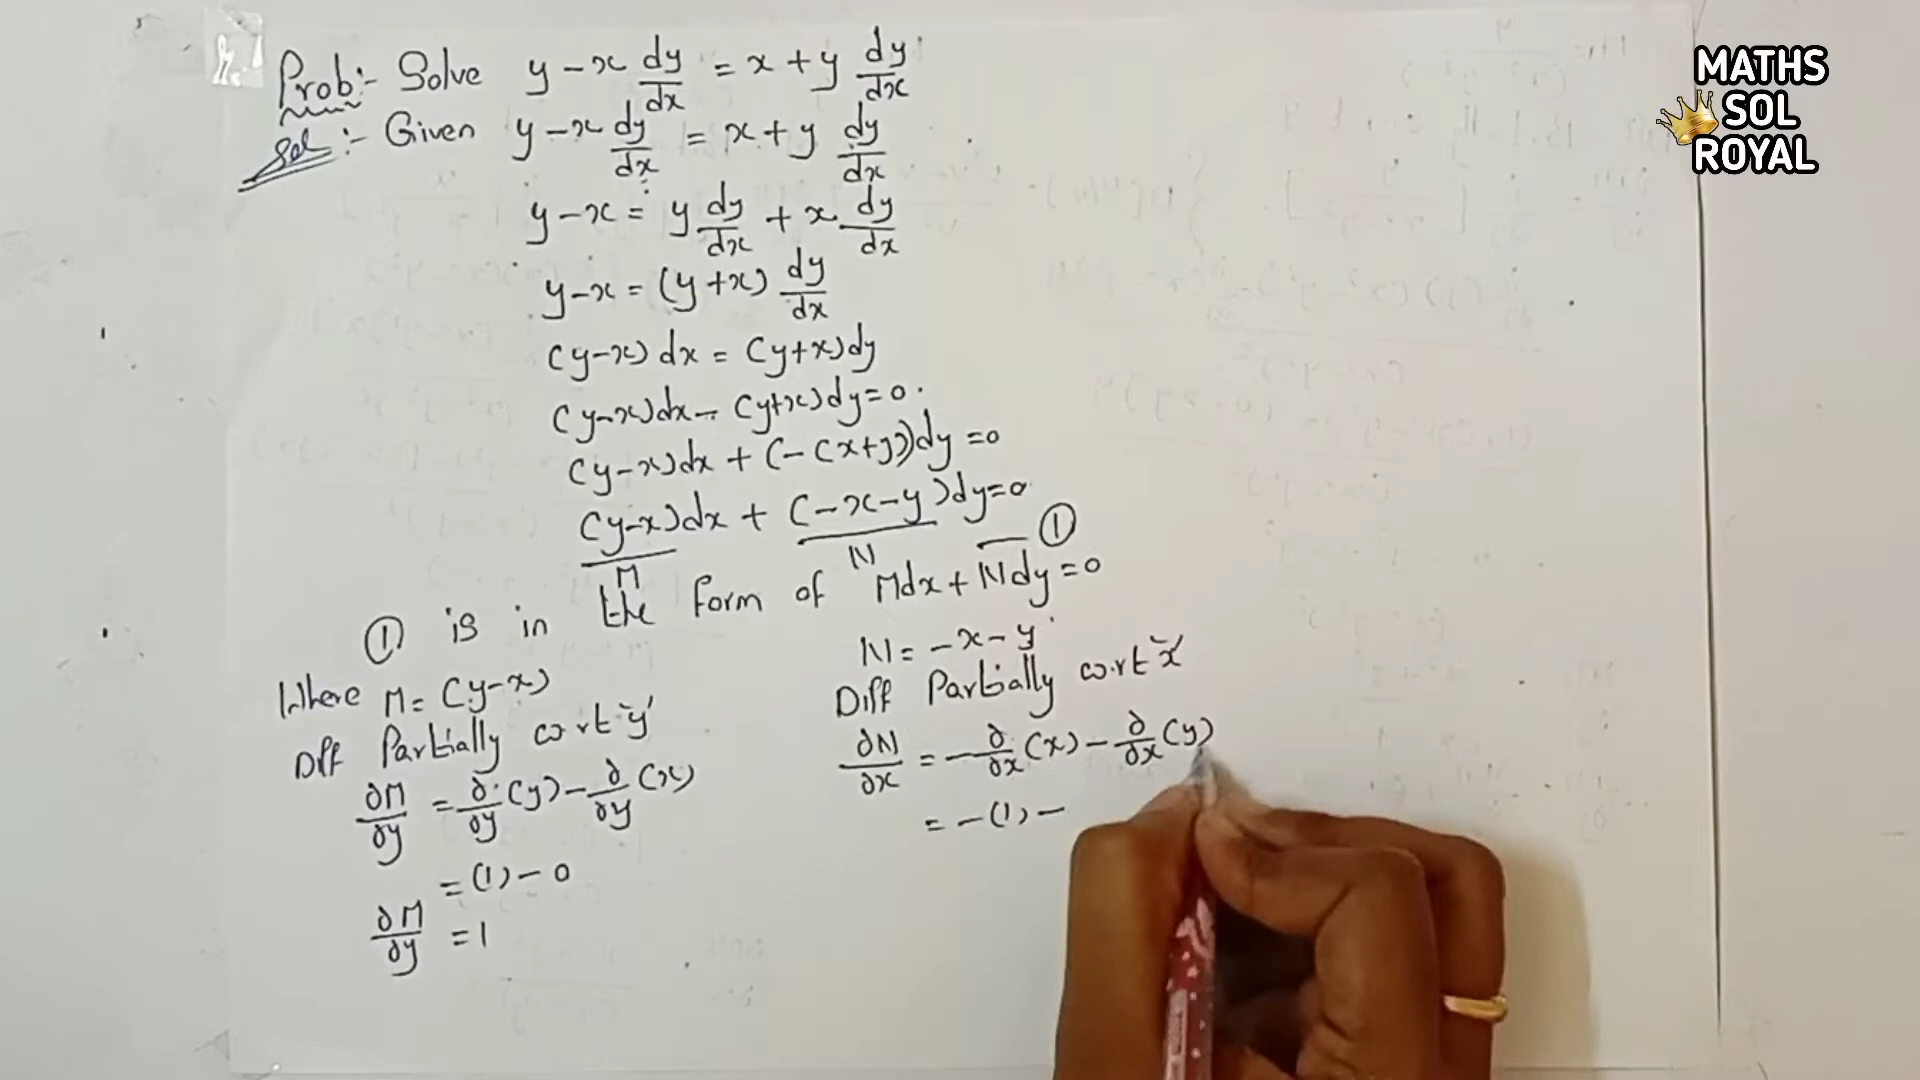 Prob:- Solve y - x dy/dx = x + y dy/dx
Sol:- Given y - x dy/dx = x + y dy/dx
y - x = y dy/dx + x dy/dx
y - x = (y + x) dy/dx
(y-x) dx = (y+x) dy
(y-x)dx - (y+x)dy = 0.
(y-x)dx + (-(x+y))dy = 0
(y-x)dx + (-x-y)dy = 0
M N — ①
① is in the form of Mdx + Ndy = 0
Where M = (y-x)
Diff Partially w.r.t 'y'
∂M/∂y = ∂/∂y (y) - ∂/∂y (x)
= (1) - 0
∂M/∂y = 1
N = -x - y
Diff Partially w.r.t 'x'
∂N/∂x = -∂/∂x (x) - ∂/∂x (y)
= -(1) -
MATHS
SOL
ROYAL